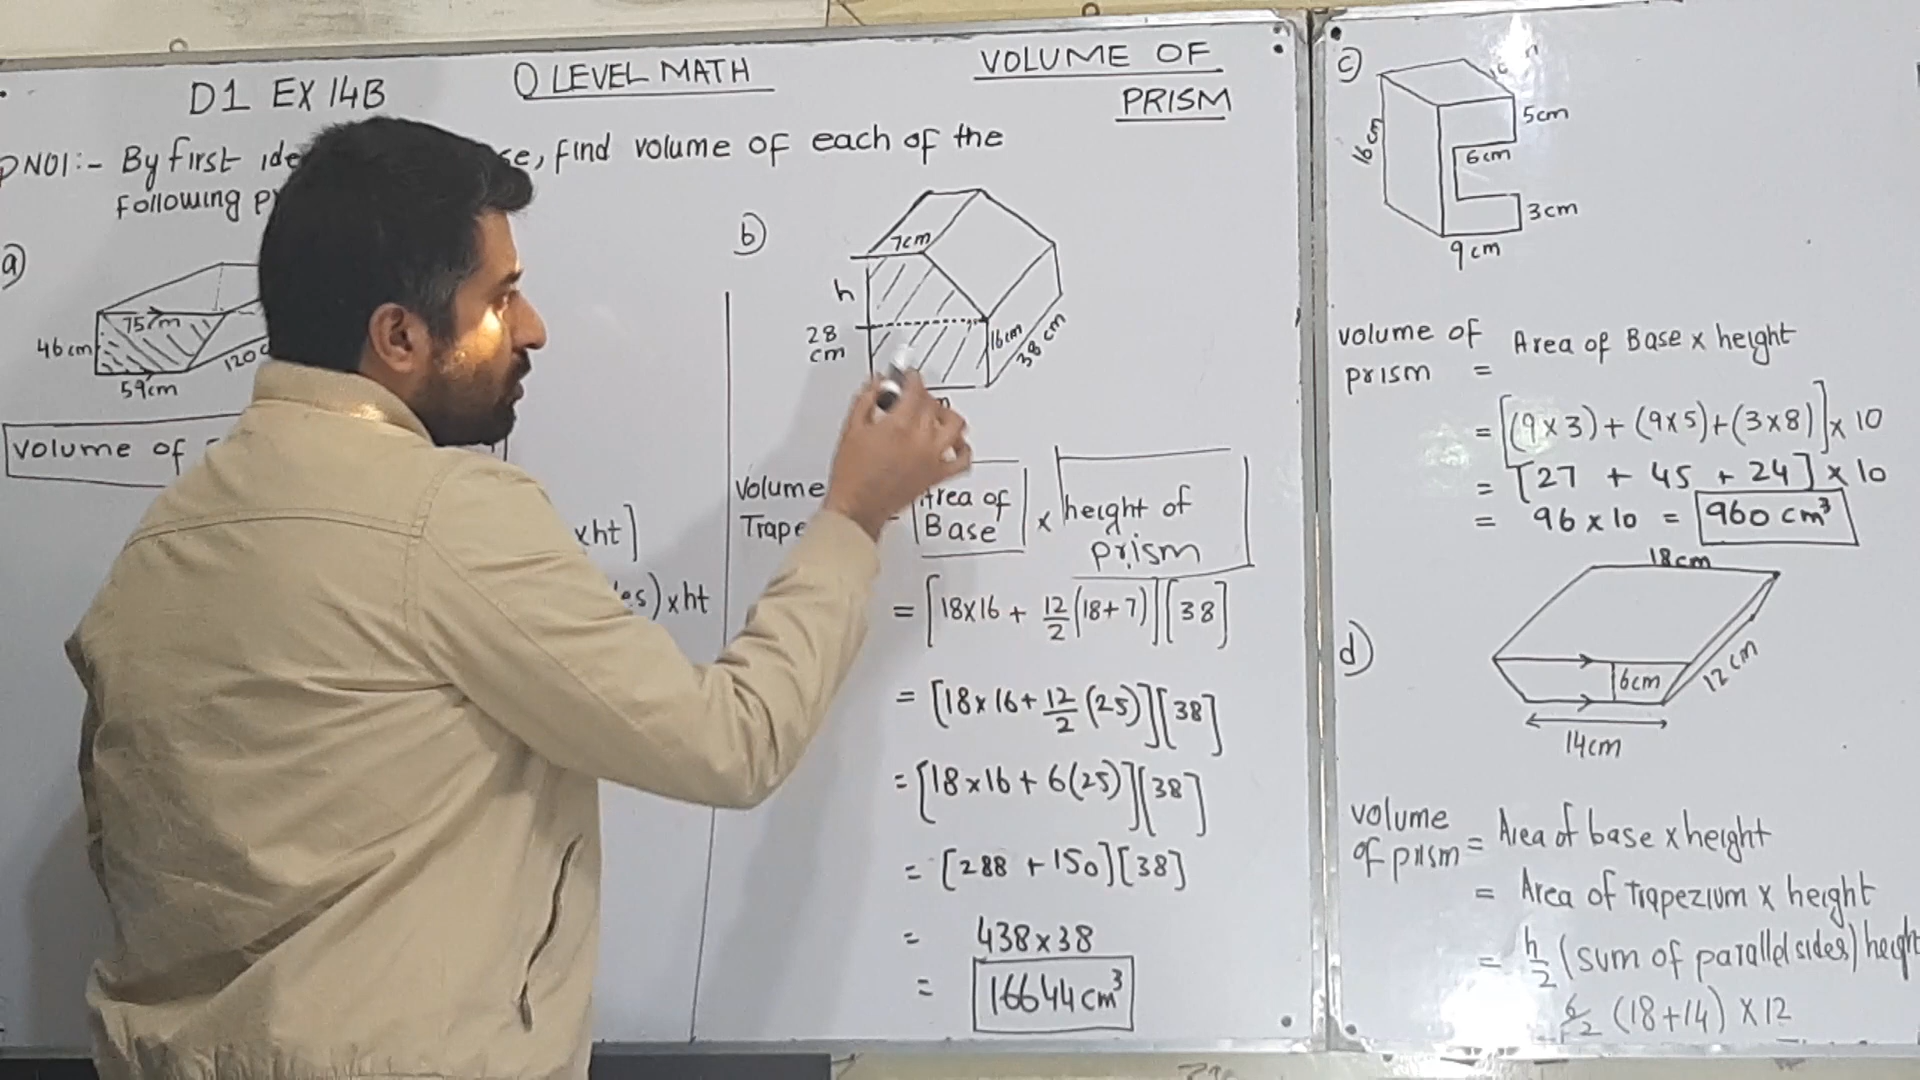 D1 EX 14B
O LEVEL MATH
VOLUME OF
PRISM
QNO1:- By first ide se, find volume of each of the
Following p
a)
75cm
46cm
59cm
120c
volume of
xht]
es) xht
b)
7cm
h
28
cm
16cm
38 cm
Volume
Trape = Area of Base x height of prism
= [18x16 + 12/2 (18+7)][38]
= [18x16+ 12/2 (25)][38]
= [18x16 + 6(25)][38]
= [288 + 150][38]
= 438x38
= 16644 cm³
c)
16cm
5cm
6cm
3cm
9cm
volume of prism = Area of Base x height
= [(9x3)+(9x5)+(3x8)] x 10
= [27 + 45 + 24] x 10
= 96 x 10 = 960 cm³
d)
18cm
6cm
12cm
14cm
volume of prism = Area of base x height
= Area of Trapezium x height
= h/2 (sum of parallel sides) height
6/2 (18+14) X 12